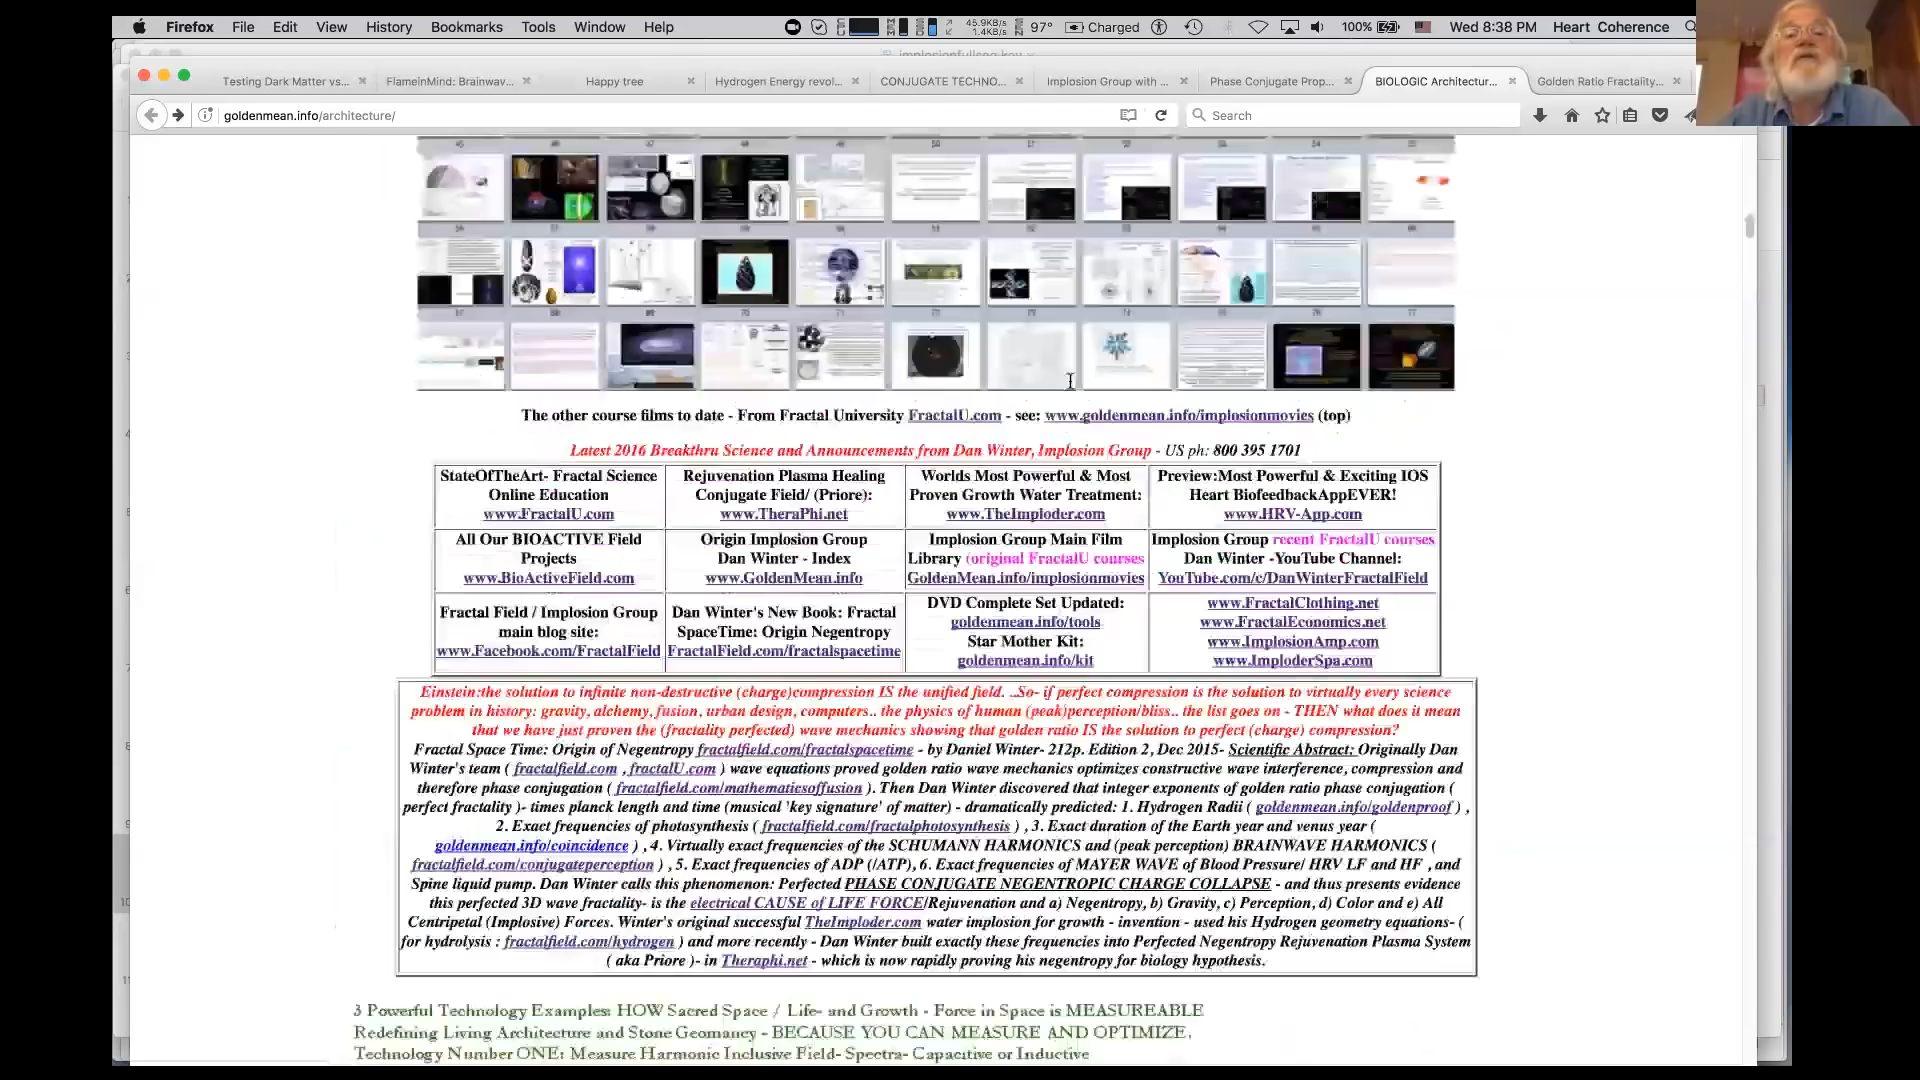 Firefox File Edit View History Bookmarks Tools Window Help 45.9KB/s 1.4KB/s 97° Charged 100% Wed 8:38 PM Heart Coherence
Testing Dark Matter vs... FlameInMind: Brainwav... Happy tree Hydrogen Energy revol... CONJUGATE TECHNO... Implosion Group with ... Phase Conjugate Prop... BIOLOGIC Architectur... Golden Ratio Fractality...
goldenmean.info/architecture/ Search
The other course films to date - From Fractal University FractalU.com - see: www.goldenmean.info/implosionmovies (top)
Latest 2016 Breakthru Science and Announcements from Dan Winter, Implosion Group - US ph: 800 395 1701
StateOfTheArt- Fractal Science
Online Education
www.FractalU.com
Rejuvenation Plasma Healing
Conjugate Field/ (Priore):
www.TheraPhi.net
Worlds Most Powerful & Most
Proven Growth Water Treatment:
www.TheImploder.com
Preview:Most Powerful & Exciting IOS
Heart BiofeedbackAppEVER!
www.HRV-App.com
All Our BIOACTIVE Field
Projects
www.BioActiveField.com
Origin Implosion Group
Dan Winter - Index
www.GoldenMean.info
Implosion Group Main Film
Library (original FractalU courses
GoldenMean.info/implosionmovies
Implosion Group recent FractalU courses
Dan Winter -YouTube Channel:
YouTube.com/c/DanWinterFractalField
Fractal Field / Implosion Group
main blog site:
www.Facebook.com/FractalField
Dan Winter's New Book: Fractal
SpaceTime: Origin Negentropy
FractalField.com/fractalspacetime
DVD Complete Set Updated:
goldenmean.info/tools
Star Mother Kit:
goldenmean.info/kit
www.FractalClothing.net
www.FractalEconomics.net
www.ImplosionAmp.com
www.ImploderSpa.com
Einstein:the solution to infinite non-destructive (charge)compression IS the unified field. ..So- if perfect compression is the solution to virtually every science
problem in history: gravity, alchemy, fusion, urban design, computers.. the physics of human (peak)perception/bliss.. the list goes on - THEN what does it mean
that we have just proven the (fractality perfected) wave mechanics showing that golden ratio IS the solution to perfect (charge) compression?
Fractal Space Time: Origin of Negentropy fractalfield.com/fractalspacetime - by Daniel Winter- 212p. Edition 2, Dec 2015- Scientific Abstract: Originally Dan
Winter's team ( fractalfield.com ,fractalU.com ) wave equations proved golden ratio wave mechanics optimizes constructive wave interference, compression and
therefore phase conjugation ( fractalfield.com/mathematicsoffusion ). Then Dan Winter discovered that integer exponents of golden ratio phase conjugation (
perfect fractality )- times planck length and time (musical 'key signature' of matter) - dramatically predicted: 1. Hydrogen Radii ( goldenmean.info/goldenproof ) ,
2. Exact frequencies of photosynthesis ( fractalfield.com/fractalphotosynthesis ) , 3. Exact duration of the Earth year and venus year (
goldenmean.info/coincidence ) , 4. Virtually exact frequencies of the SCHUMANN HARMONICS and (peak perception) BRAINWAVE HARMONICS (
fractalfield.com/conjugateperception ) , 5. Exact frequencies of ADP (/ATP), 6. Exact frequencies of MAYER WAVE of Blood Pressure/ HRV LF and HF , and
Spine liquid pump. Dan Winter calls this phenomenon: Perfected PHASE CONJUGATE NEGENTROPIC CHARGE COLLAPSE - and thus presents evidence
this perfected 3D wave fractality- is the electrical CAUSE of LIFE FORCE/Rejuvenation and a) Negentropy, b) Gravity, c) Perception, d) Color and e) All
Centripetal (Implosive) Forces. Winter's original successful TheImploder.com water implosion for growth - invention - used his Hydrogen geometry equations- (
for hydrolysis : fractalfield.com/hydrogen ) and more recently - Dan Winter built exactly these frequencies into Perfected Negentropy Rejuvenation Plasma System
( aka Priore )- in Theraphi.net - which is now rapidly proving his negentropy for biology hypothesis.
3 Powerful Technology Examples: HOW Sacred Space / Life- and Growth - Force in Space is MEASUREABLE
Redefining Living Architecture and Stone Geomancy - BECAUSE YOU CAN MEASURE AND OPTIMIZE,
Technology Number ONE: Measure Harmonic Inclusive Field- Spectra- Capacitive or Inductive